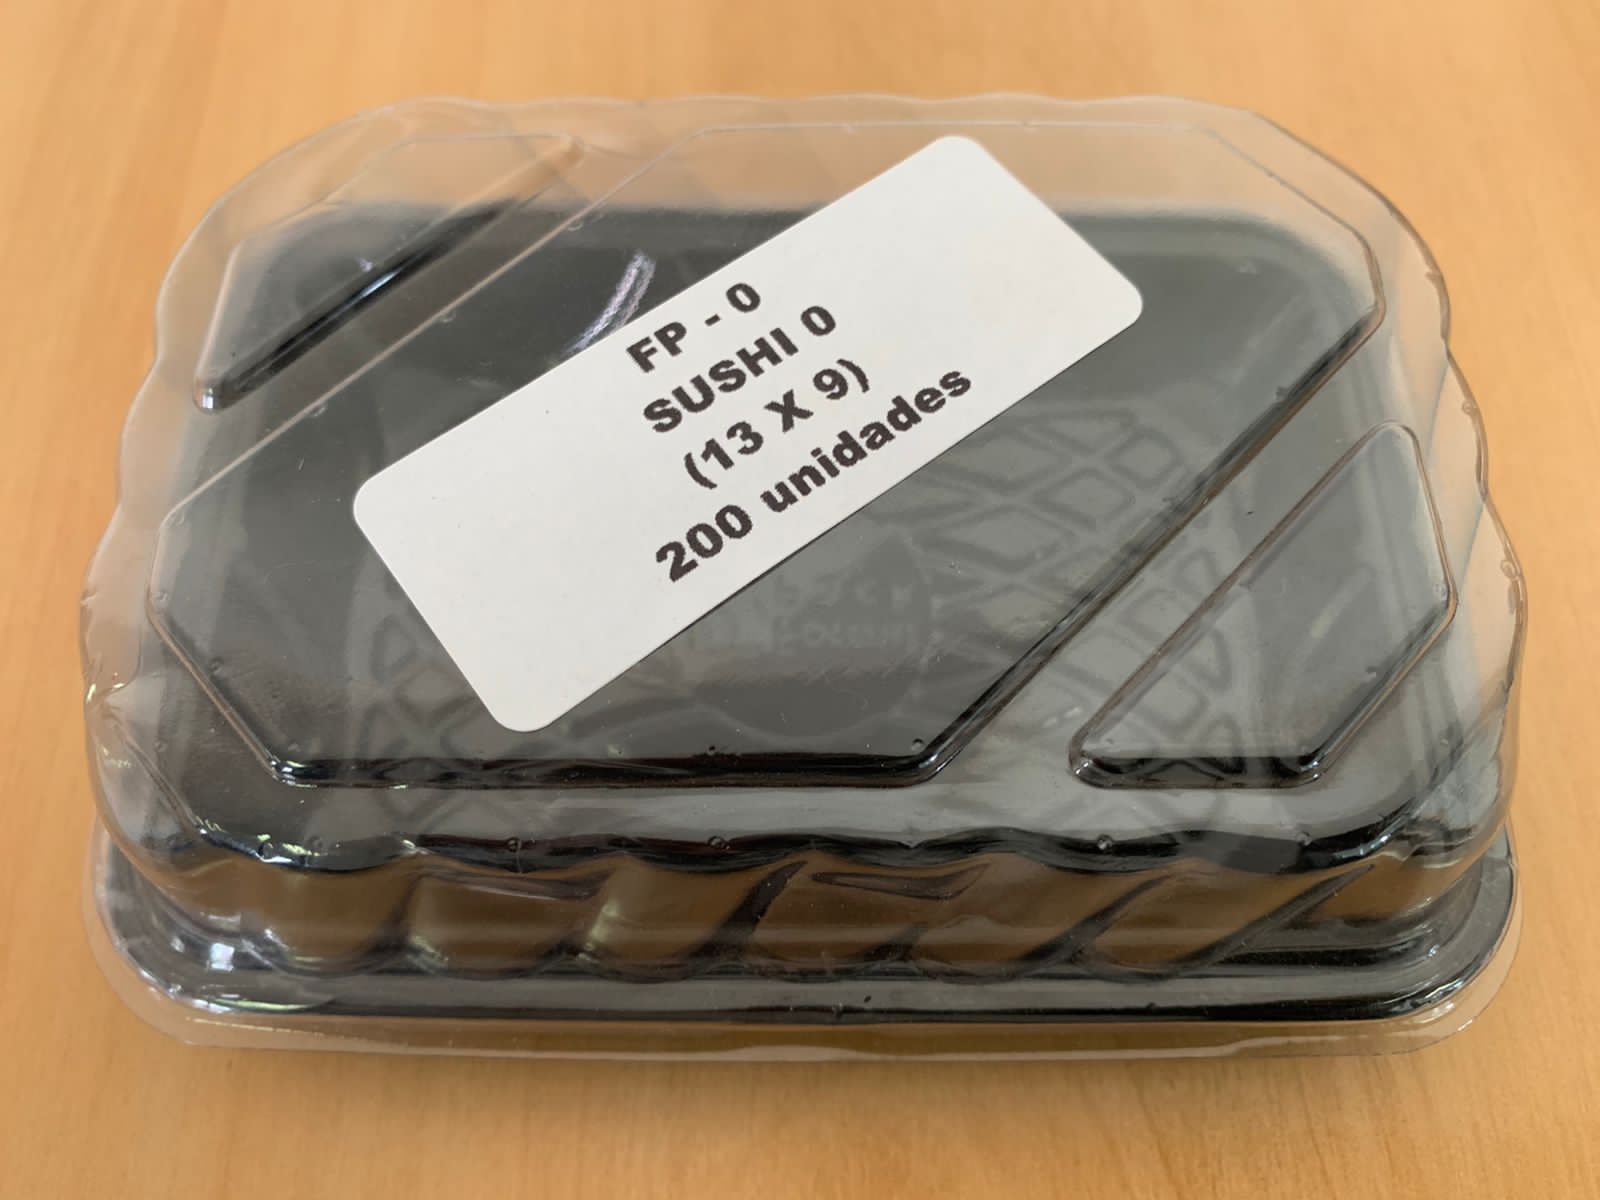 FP - 0
SUSHI 0
(13 X 9)
200 unidades